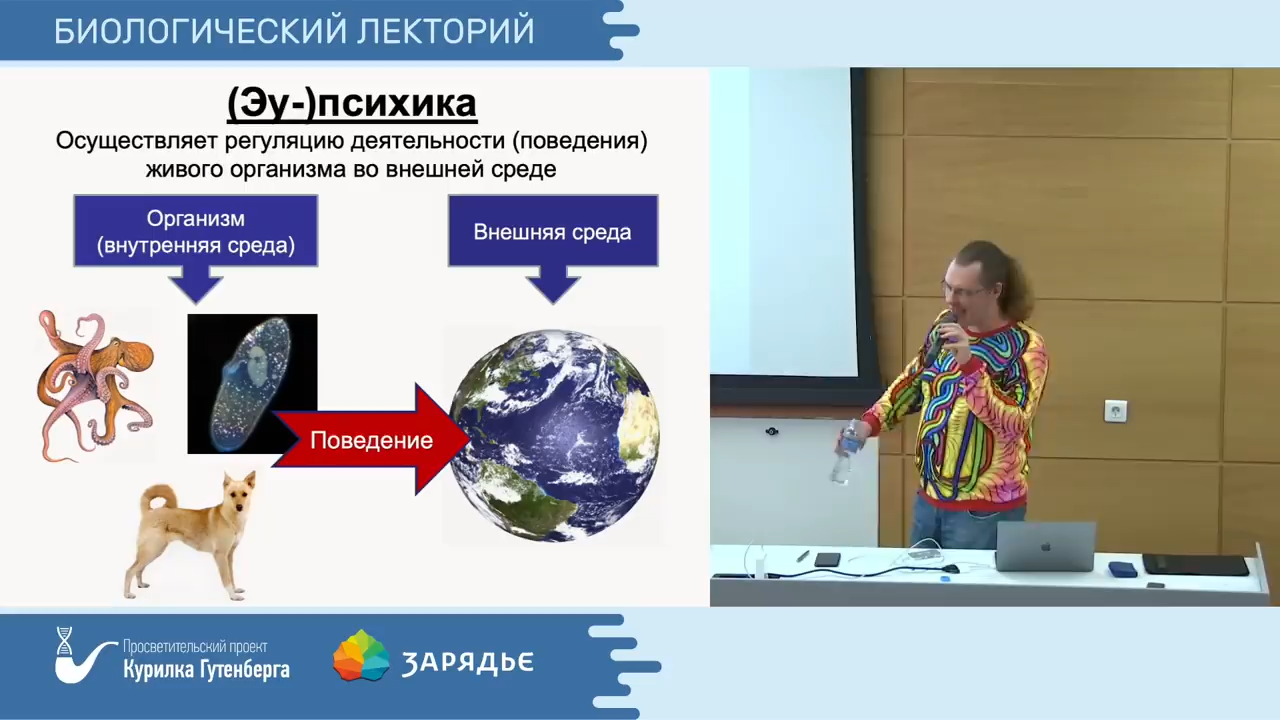 БИОЛОГИЧЕСКИЙ ЛЕКТОРИЙ
(Эу-)психика
Осуществляет регуляцию деятельности (поведения)
живого организма во внешней среде
Организм
(внутренняя среда)
Внешняя среда
Поведение
Просветительский проект
Курилка Гутенберга
ЗАРЯДЬЕ